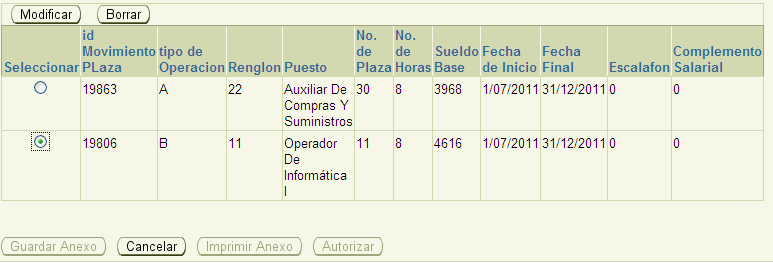 Modificar Borrar
Seleccionar id Movimiento PLaza tipo de Operacion Renglon Puesto No. de Plaza No. de Horas Sueldo Base Fecha de Inicio Fecha Final Escalafon Complemento Salarial
19863 A 22 Auxiliar De Compras Y Suministros 30 8 3968 1/07/2011 31/12/2011 0 0
19806 B 11 Operador De Informática I 11 8 4616 1/07/2011 31/12/2011 0 0
Guardar Anexo Cancelar Imprimir Anexo Autorizar